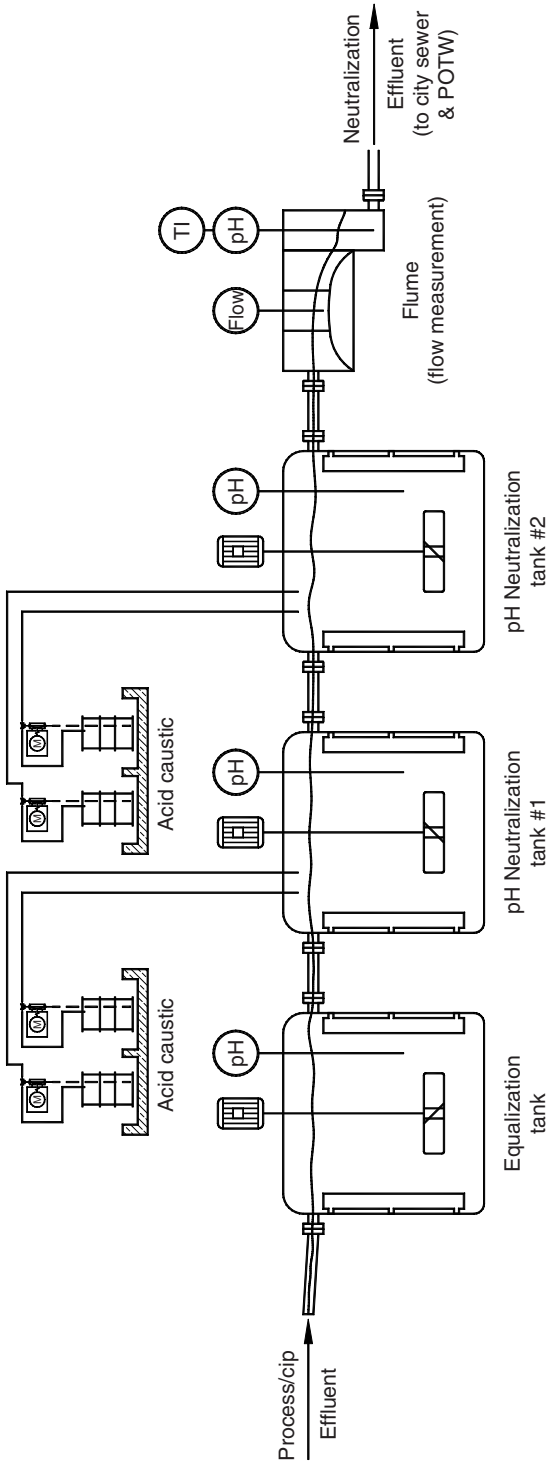 Process/cip
Effluent
Acid caustic
M
M
pH
Equalization
tank
Acid caustic
M
M
pH
pH Neutralization
tank #1
pH
pH Neutralization
tank #2
Flow
TI
pH
Flume
(flow measurement)
Neutralization
Effluent
(to city sewer
& POTW)